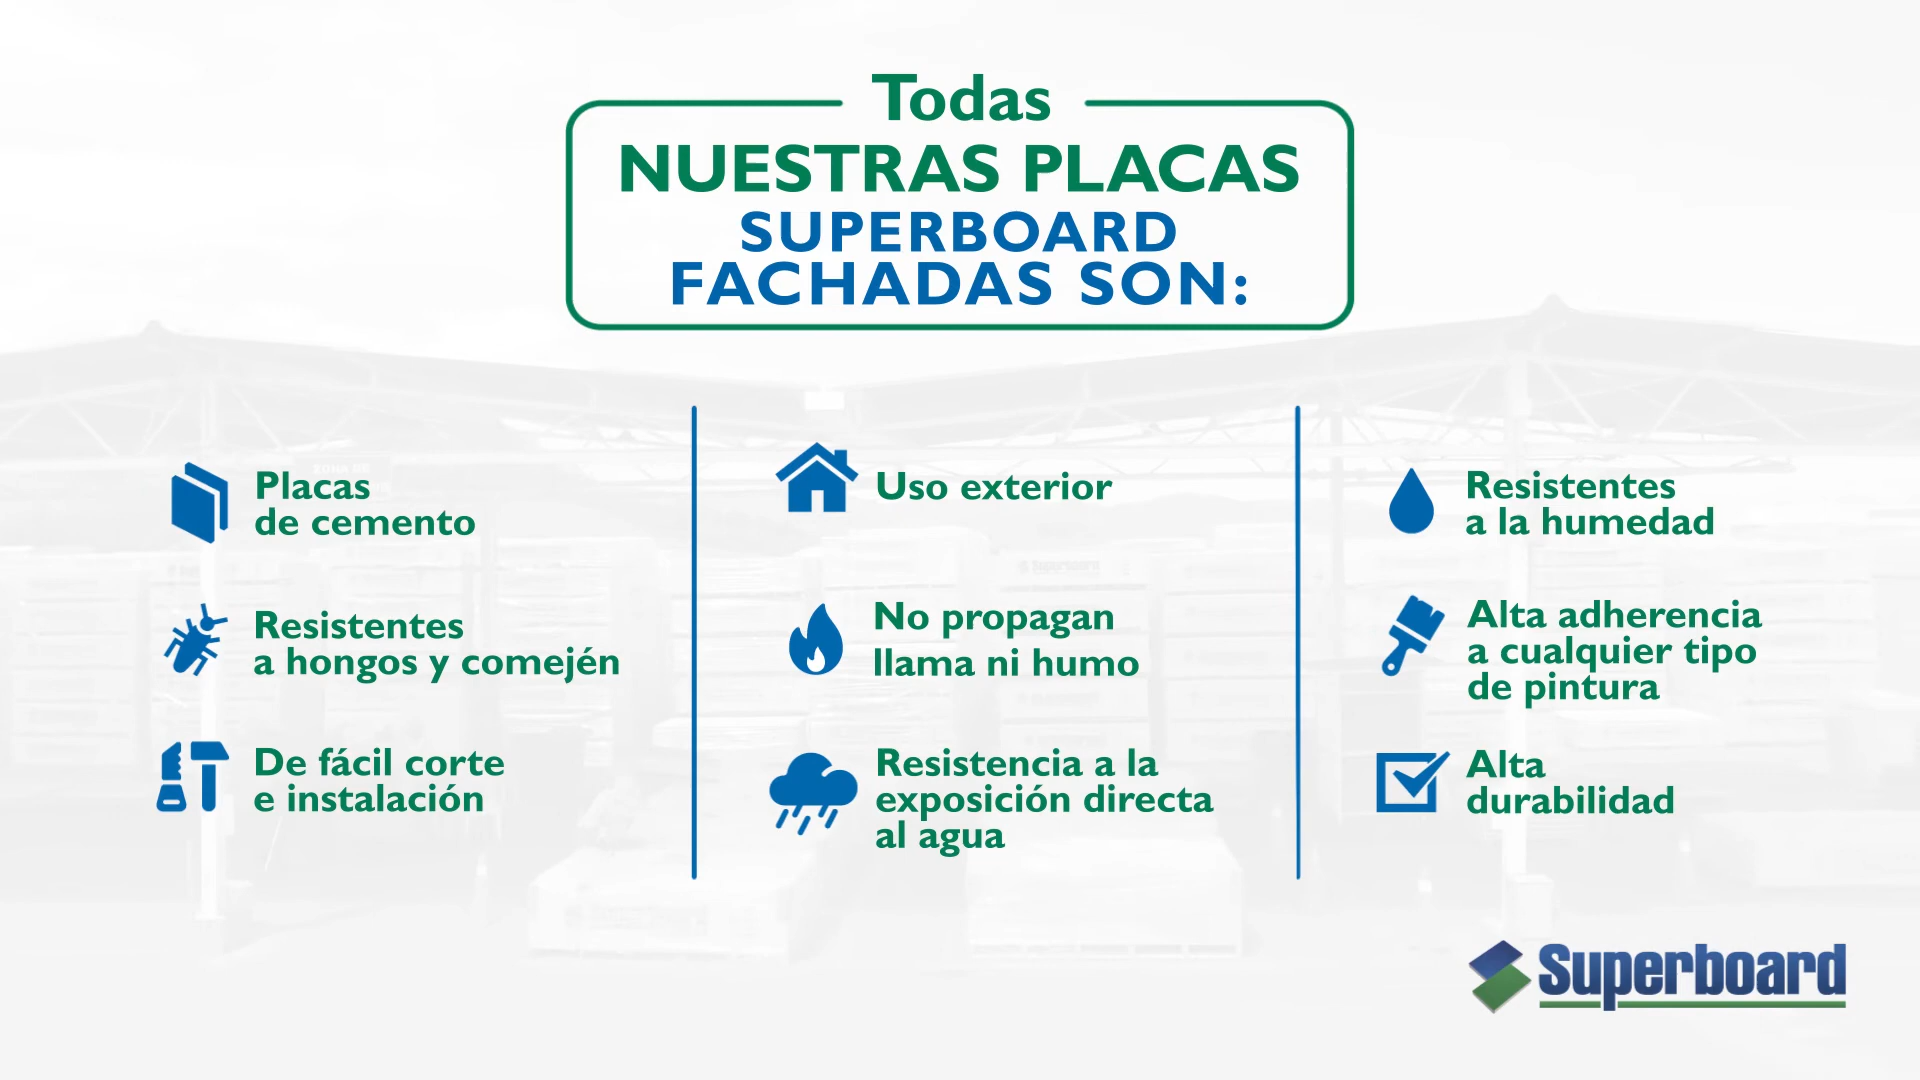 Todas
NUESTRAS PLACAS
SUPERBOARD
FACHADAS SON:
Placas
de cemento
Resistentes
a hongos y comején
De fácil corte
e instalación
Uso exterior
No propagan
llama ni humo
Resistencia a la
exposición directa
al agua
Resistentes
a la humedad
Alta adherencia
a cualquier tipo
de pintura
Alta
durabilidad
Superboard
Superboard